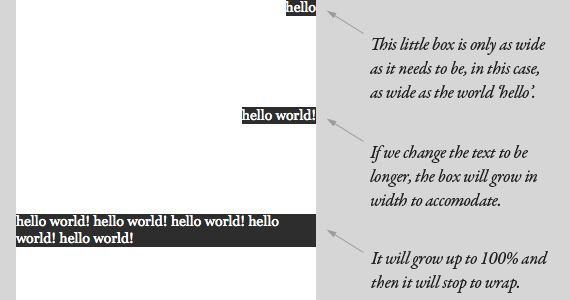 hello
This little box is only as wide
as it needs to be, in this case,
as wide as the world ‘hello’.
hello world!
If we change the text to be
longer, the box will grow in
width to accomodate.
hello world! hello world! hello world! hello
world! hello world!
It will grow up to 100% and
then it will stop to wrap.